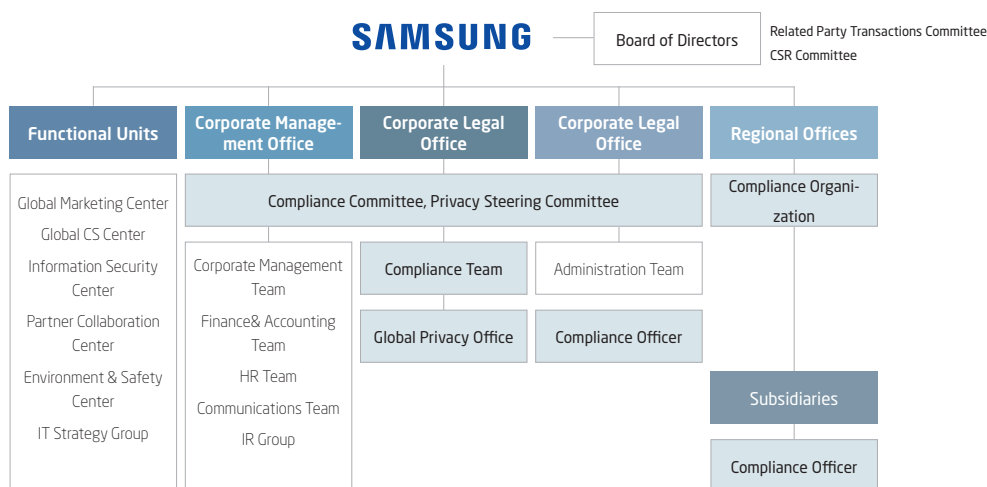 SAMSUNG
Board of Directors
Related Party Transactions Committee
CSR Committee
Functional Units
Corporate Manage-
ment Office
Corporate Legal
Office
Corporate Legal
Office
Regional Offices
Global Marketing Center
Global CS Center
Information Security
Center
Partner Collaboration
Center
Environment & Safety
Center
IT Strategy Group
Compliance Committee, Privacy Steering Committee
Corporate Management
Team
Finance& Accounting
Team
HR Team
Communications Team
IR Group
Compliance Team
Global Privacy Office
Administration Team
Compliance Officer
Compliance Organi-
zation
Subsidiaries
Compliance Officer